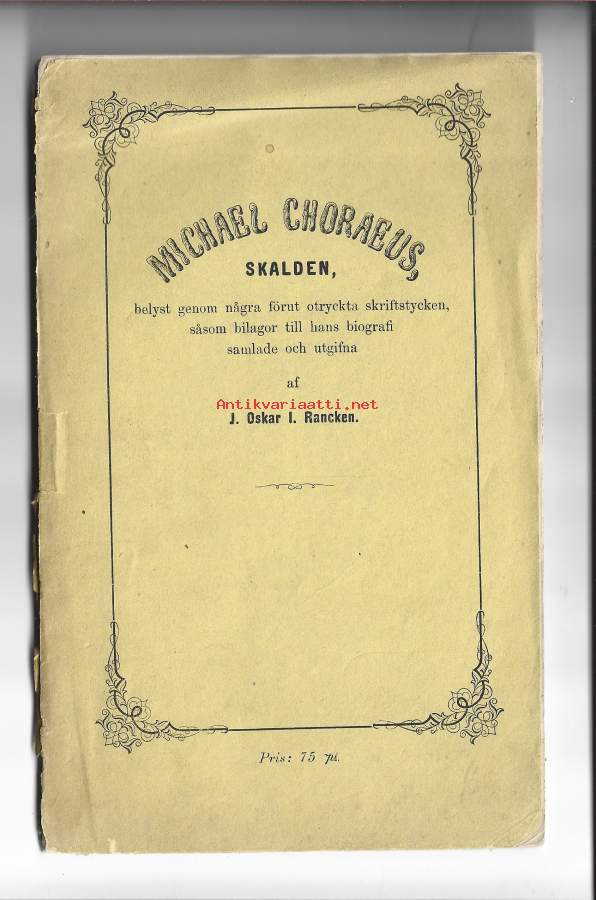 MICHAEL CHORAEUS,
SKALDEN,
belyst genom några förut otryckta skriftstycken,
såsom bilagor till hans biografi
samlade och utgifna
af
Antikvariaatti.net
J. Oskar I. Rancken.
Pris: 75 pi.